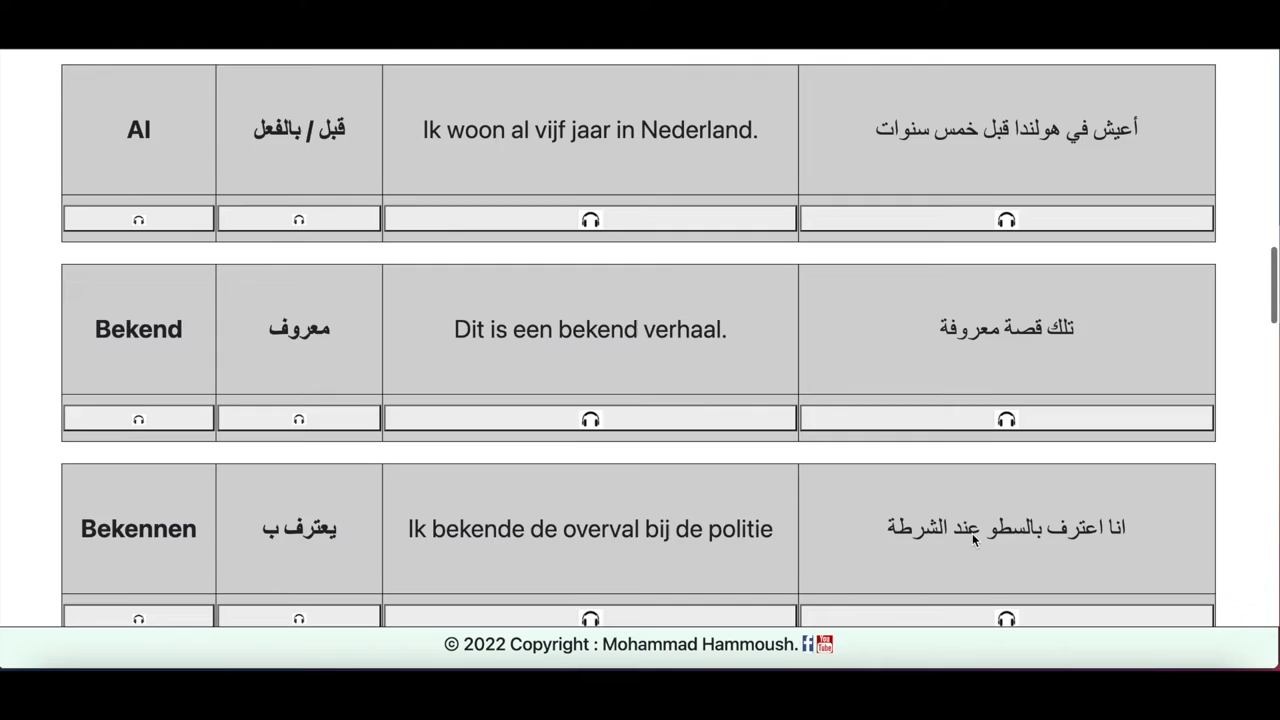 Al
قبل / بالفعل
Ik woon al vijf jaar in Nederland.
أعيش في هولندا قبل خمس سنوات
Bekend
معروف
Dit is een bekend verhaal.
تلك قصة معروفة
Bekennen
يعترف ب
Ik bekende de overval bij de politie
انا اعترف بالسطو عند الشرطة
© 2022 Copyright : Mohammad Hammoush. f You Tube